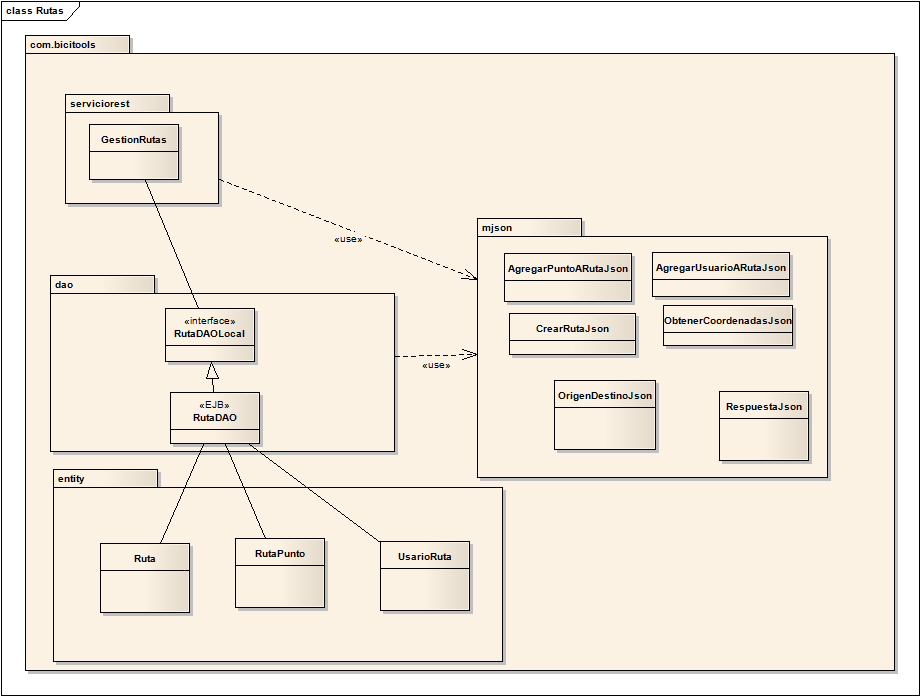 class Rutas
com.bicitools
serviciorest
GestionRutas
«use»
mjson
AgregarPuntoARutaJson
AgregarUsuarioARutaJson
CrearRutaJson
ObtenerCoordenadasJson
OrigenDestinoJson
RespuestaJson
dao
«interface»
RutaDAOLocal
«use»
«EJB»
RutaDAO
entity
Ruta
RutaPunto
UsarioRuta